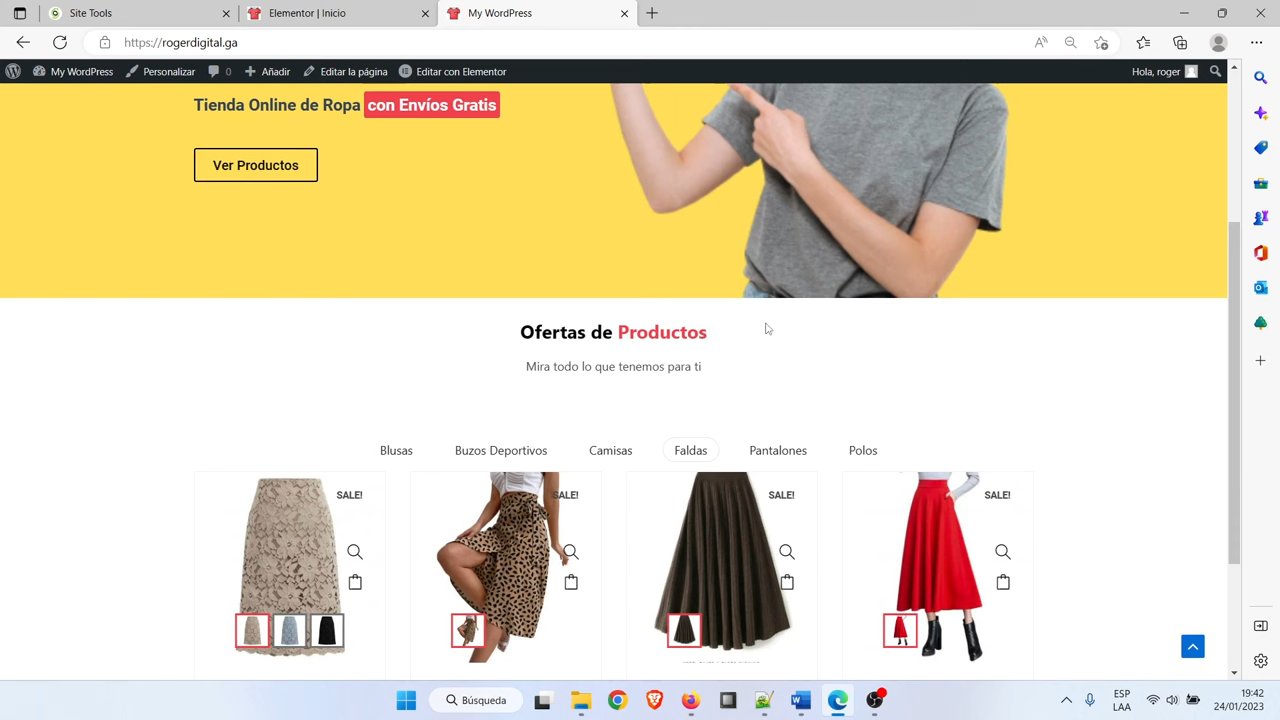 Site Tools
Elementor | Inicio
My WordPress
https://rogerdigital.ga
My WordPress
Personalizar
0
Añadir
Editar la página
Editar con Elementor
Hola, roger
Tienda Online de Ropa con Envíos Gratis
Ver Productos
Ofertas de Productos
Mira todo lo que tenemos para ti
Blusas
Buzos Deportivos
Camisas
Faldas
Pantalones
Polos
SALE!
SALE!
SALE!
SALE!
Búsqueda
ESP
LAA
19:42
24/01/2023